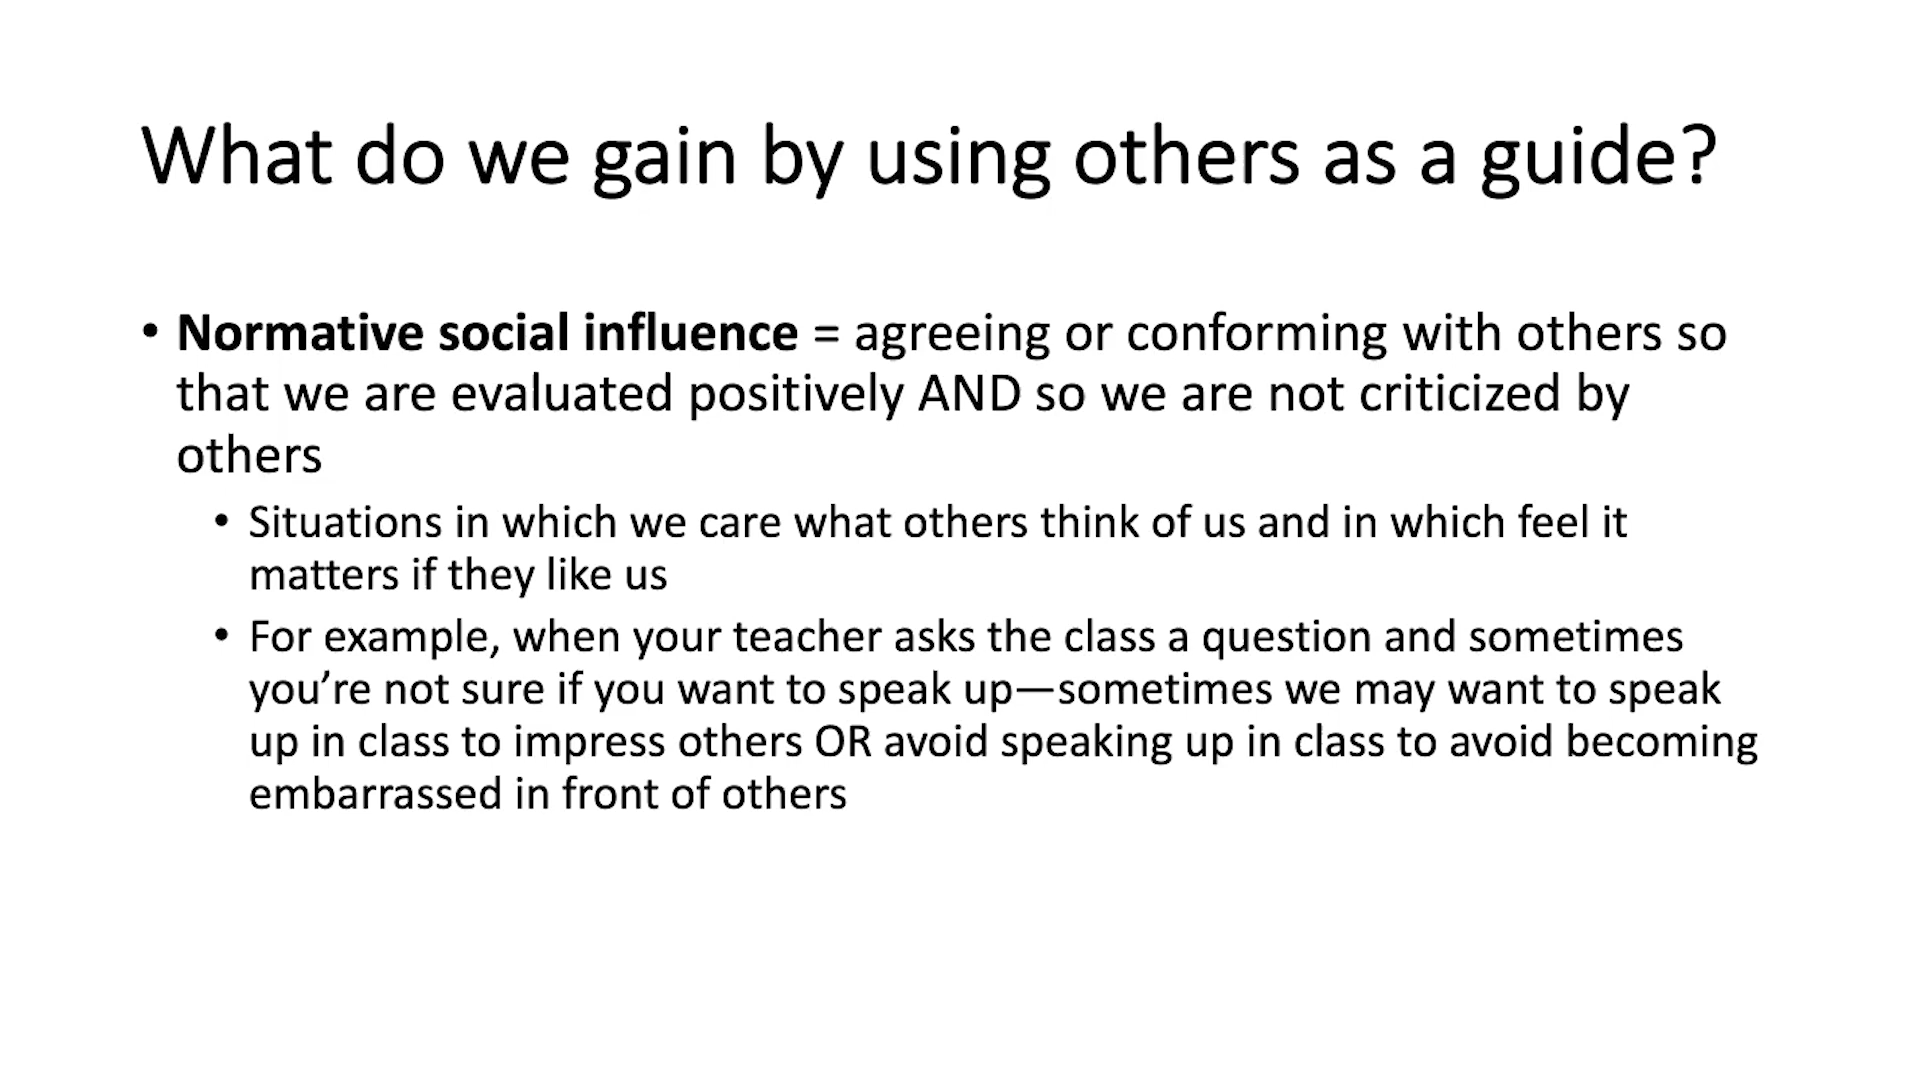 What do we gain by using others as a guide?
• Normative social influence = agreeing or conforming with others so
that we are evaluated positively AND so we are not criticized by
others
• Situations in which we care what others think of us and in which feel it
matters if they like us
• For example, when your teacher asks the class a question and sometimes
you’re not sure if you want to speak up—sometimes we may want to speak
up in class to impress others OR avoid speaking up in class to avoid becoming
embarrassed in front of others